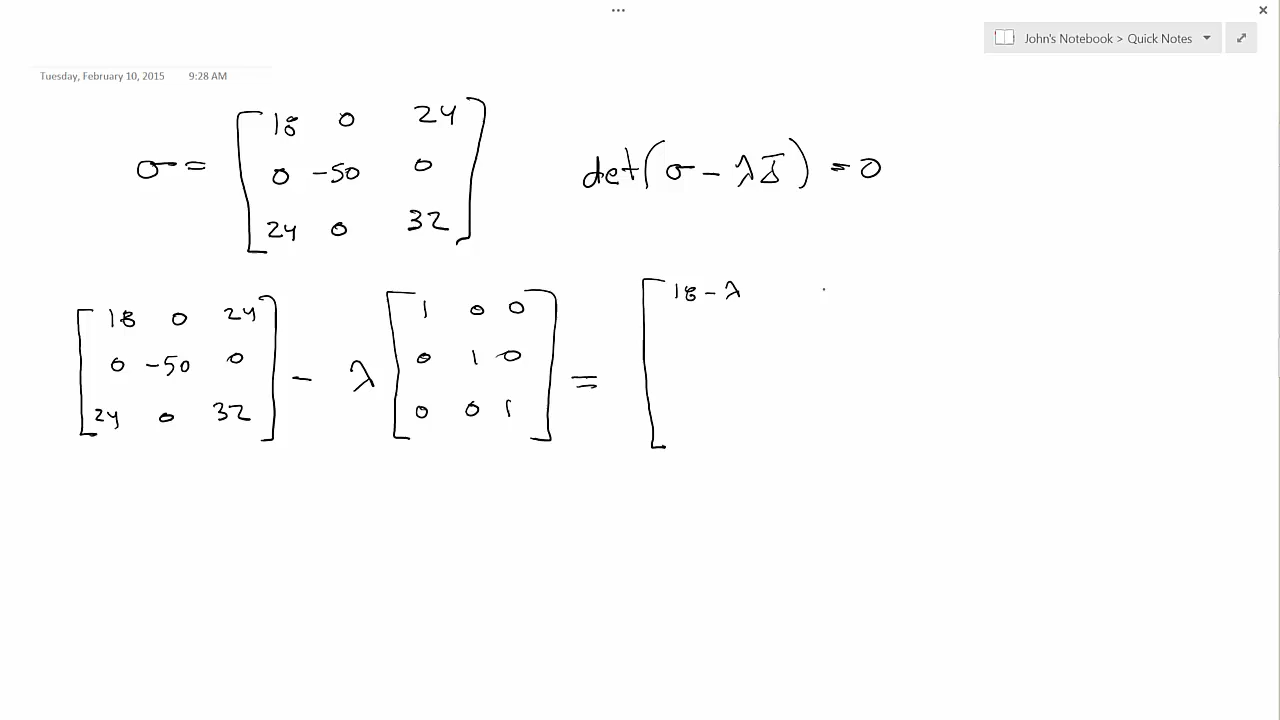 ...
John's Notebook > Quick Notes
Tuesday, February 10, 2015 9:28 AM
σ = [18 0 24
0 -50 0
24 0 32]
det(σ - λI) = 0
[18 0 24
0 -50 0
24 0 32]
- λ
[1 0 0
0 1 0
0 0 1]
= [18 - λ